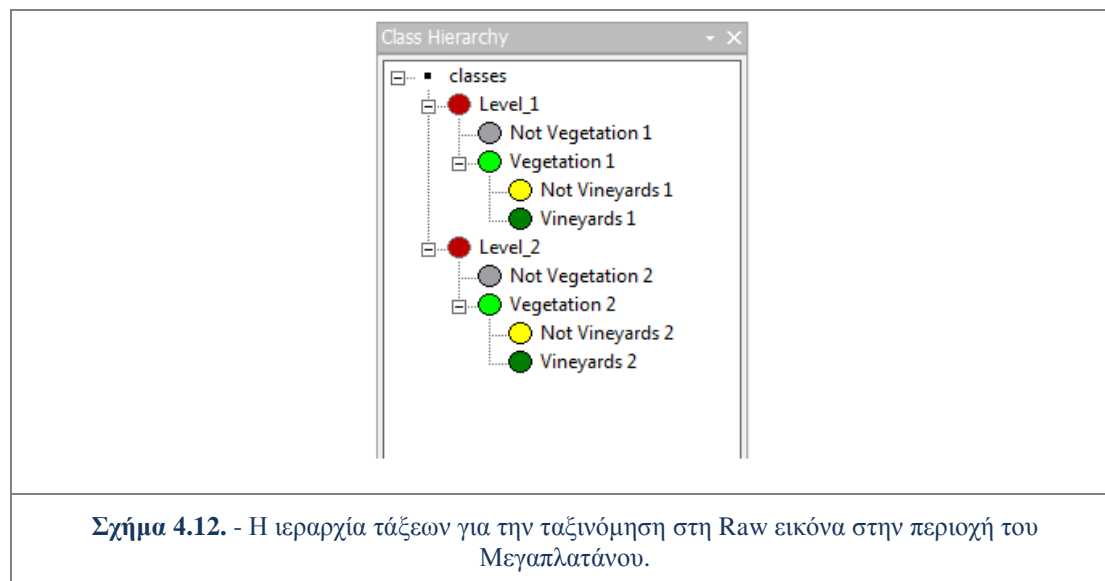 Class Hierarchy
classes
Level_1
Not Vegetation 1
Vegetation 1
Not Vineyards 1
Vineyards 1
Level_2
Not Vegetation 2
Vegetation 2
Not Vineyards 2
Vineyards 2
Σχήμα 4.12. - Η ιεραρχία τάξεων για την ταξινόμηση στη Raw εικόνα στην περιοχή του
Μεγαπλατάνου.